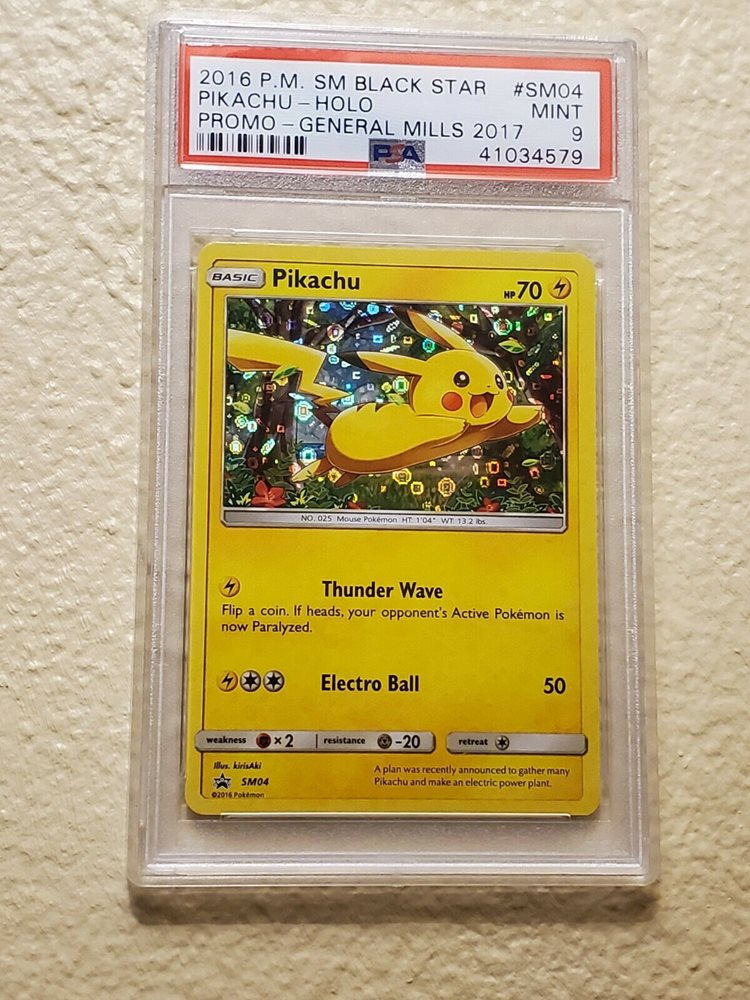 2016 P.M. SM BLACK STAR #SM04
PIKACHU - HOLO MINT
PROMO - GENERAL MILLS 2017 9
PSA 41034579
BASIC Pikachu HP 70
NO. 025 Mouse Pokémon HT: 1'04" WT: 13.2 lbs.
Thunder Wave
Flip a coin. If heads, your opponent's Active Pokémon is
now Paralyzed.
Electro Ball 50
weakness × 2 resistance -20 retreat
Illus. kirisAki
SM04
©2016 Pokémon
A plan was recently announced to gather many
Pikachu and make an electric power plant.